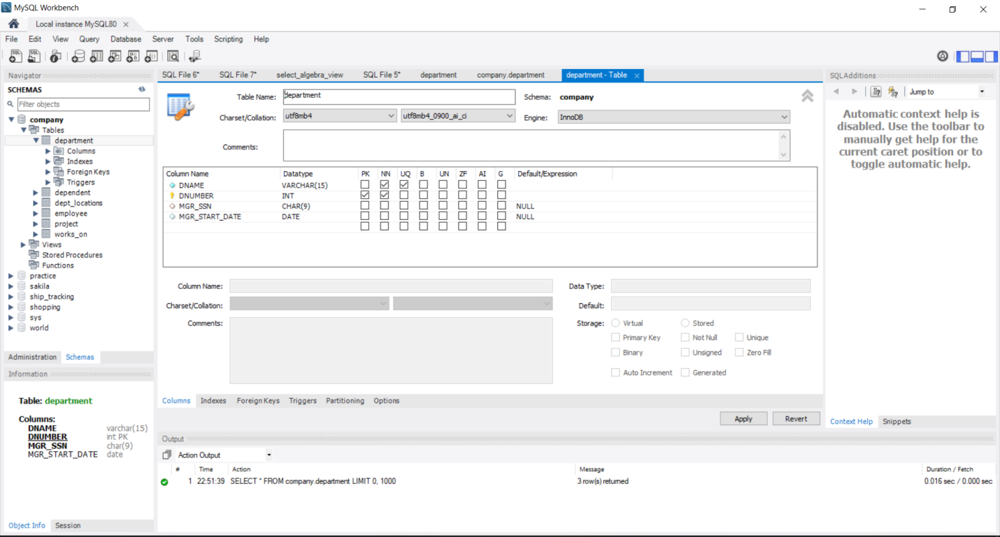 MySQL Workbench
Local instance MySQL80
File Edit View Query Database Server Tools Scripting Help
Navigator
SCHEMAS
Filter objects
company
Tables
department
Columns
Indexes
Foreign Keys
Triggers
dependent
dept_locations
employee
project
works_on
Views
Stored Procedures
Functions
practice
sakila
ship_tracking
shopping
sys
world
Administration Schemas
Information
Table: department
Columns:
DNAME varchar(15)
DNUMBER int PK
MGR_SSN char(9)
MGR_START_DATE date
Object Info Session
SQL File 6* SQL File 7* select_algebra_view SQL File 5* department company.department department - Table
Table Name: department Schema: company
Charset/Collation: utf8mb4 utf8mb4_0900_ai_ci Engine: InnoDB
Comments:
Column Name Datatype PK NN UQ B UN ZF AI G Default/Expression
DNAME VARCHAR(15)
DNUMBER INT
MGR_SSN CHAR(9) NULL
MGR_START_DATE DATE NULL
Column Name: Data Type:
Charset/Collation: Default:
Comments: Storage: Virtual Stored
Primary Key Not Null Unique
Binary Unsigned Zero Fill
Auto Increment Generated
Columns Indexes Foreign Keys Triggers Partitioning Options
Apply Revert
Output
Action Output
# Time Action Message Duration / Fetch
1 22:51:39 SELECT * FROM company.department LIMIT 0, 1000 3 row(s) returned 0.016 sec / 0.000 sec
SQLAdditions
Jump to
Automatic context help is
disabled. Use the toolbar to
manually get help for the
current caret position or to
toggle automatic help.
Context Help Snippets